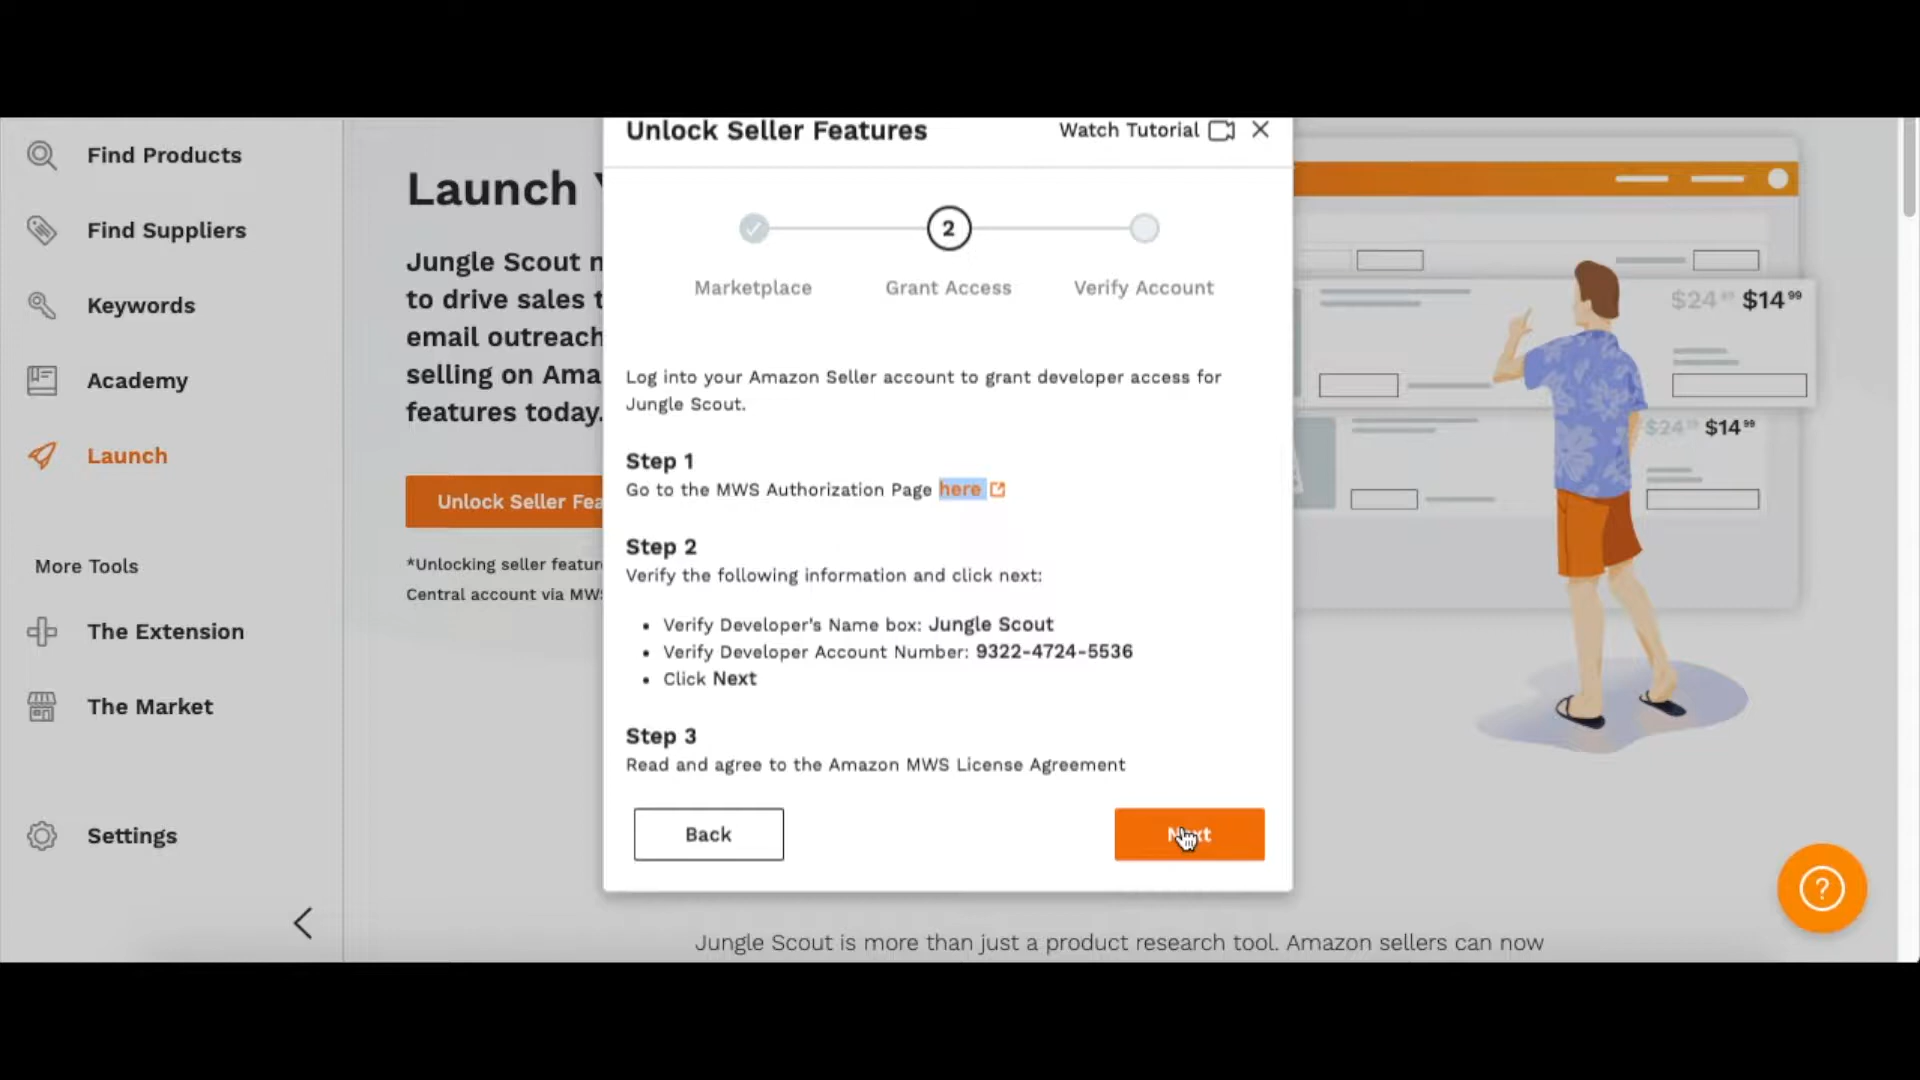 Find Products
Find Suppliers
Keywords
Academy
Launch
More Tools
The Extension
The Market
Settings
Launch
Jungle Scout
to drive sales
email outreach
selling on Ama
features today.
Unlock Seller Fea
*Unlocking seller featur
Central account via MWS
Unlock Seller Features
Watch Tutorial
2
Marketplace
Grant Access
Verify Account
Log into your Amazon Seller account to grant developer access for
Jungle Scout.
Step 1
Go to the MWS Authorization Page here
Step 2
Verify the following information and click next:
• Verify Developer's Name box: Jungle Scout
• Verify Developer Account Number: 9322-4724-5536
• Click Next
Step 3
Read and agree to the Amazon MWS License Agreement
Back
Next
$24 $14 99
$24 $14 99
?
Jungle Scout is more than just a product research tool. Amazon sellers can now